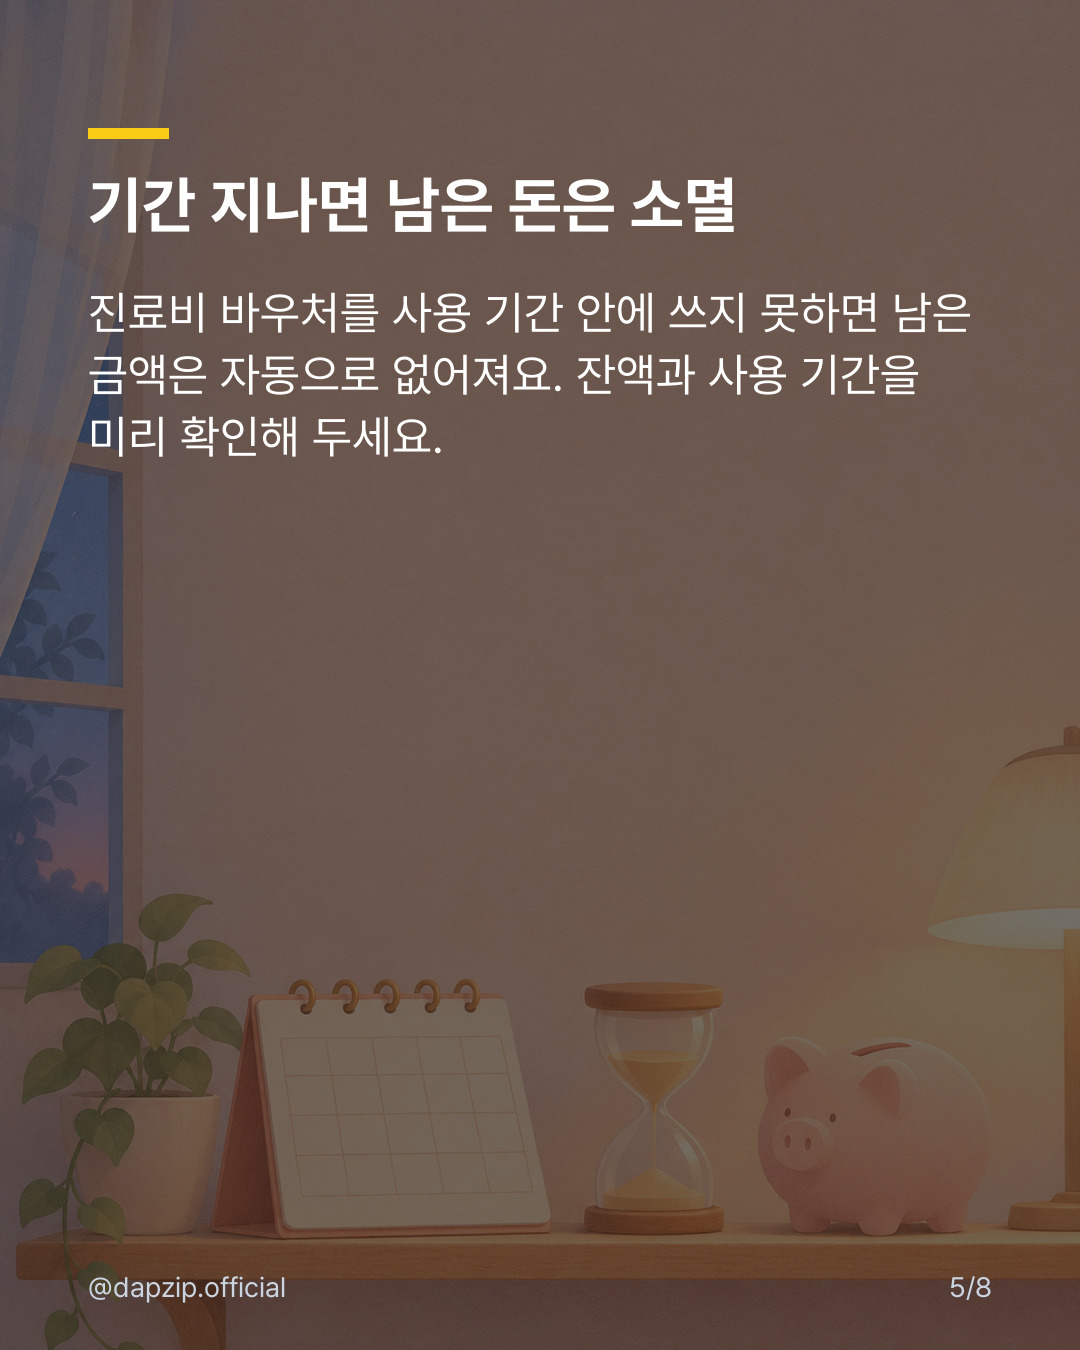 기간 지나면 남은 돈은 소멸
진료비 바우처를 사용 기간 안에 쓰지 못하면 남은
금액은 자동으로 없어져요. 잔액과 사용 기간을
미리 확인해 두세요.
@dapzip.official
5/8